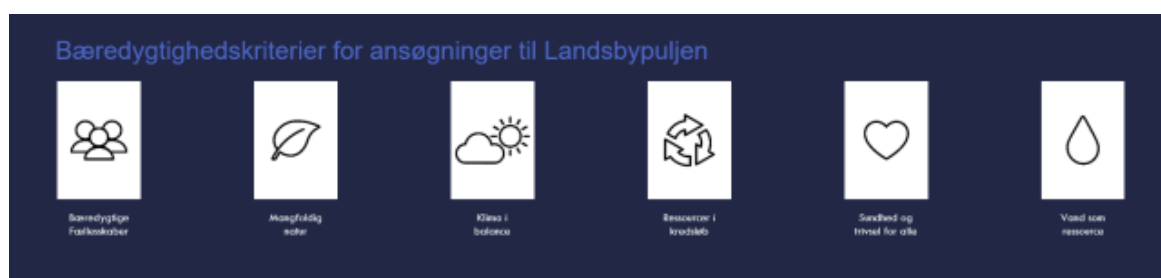 Bæredygtighedskriterier for ansøgninger til Landsbypuljen
Bæredygtige
Fællesskaber
Mangfoldig
natur
Klima i
balance
Ressourcer i
kredsløb
Sundhed og
trivsel for alle
Vand som
ressource